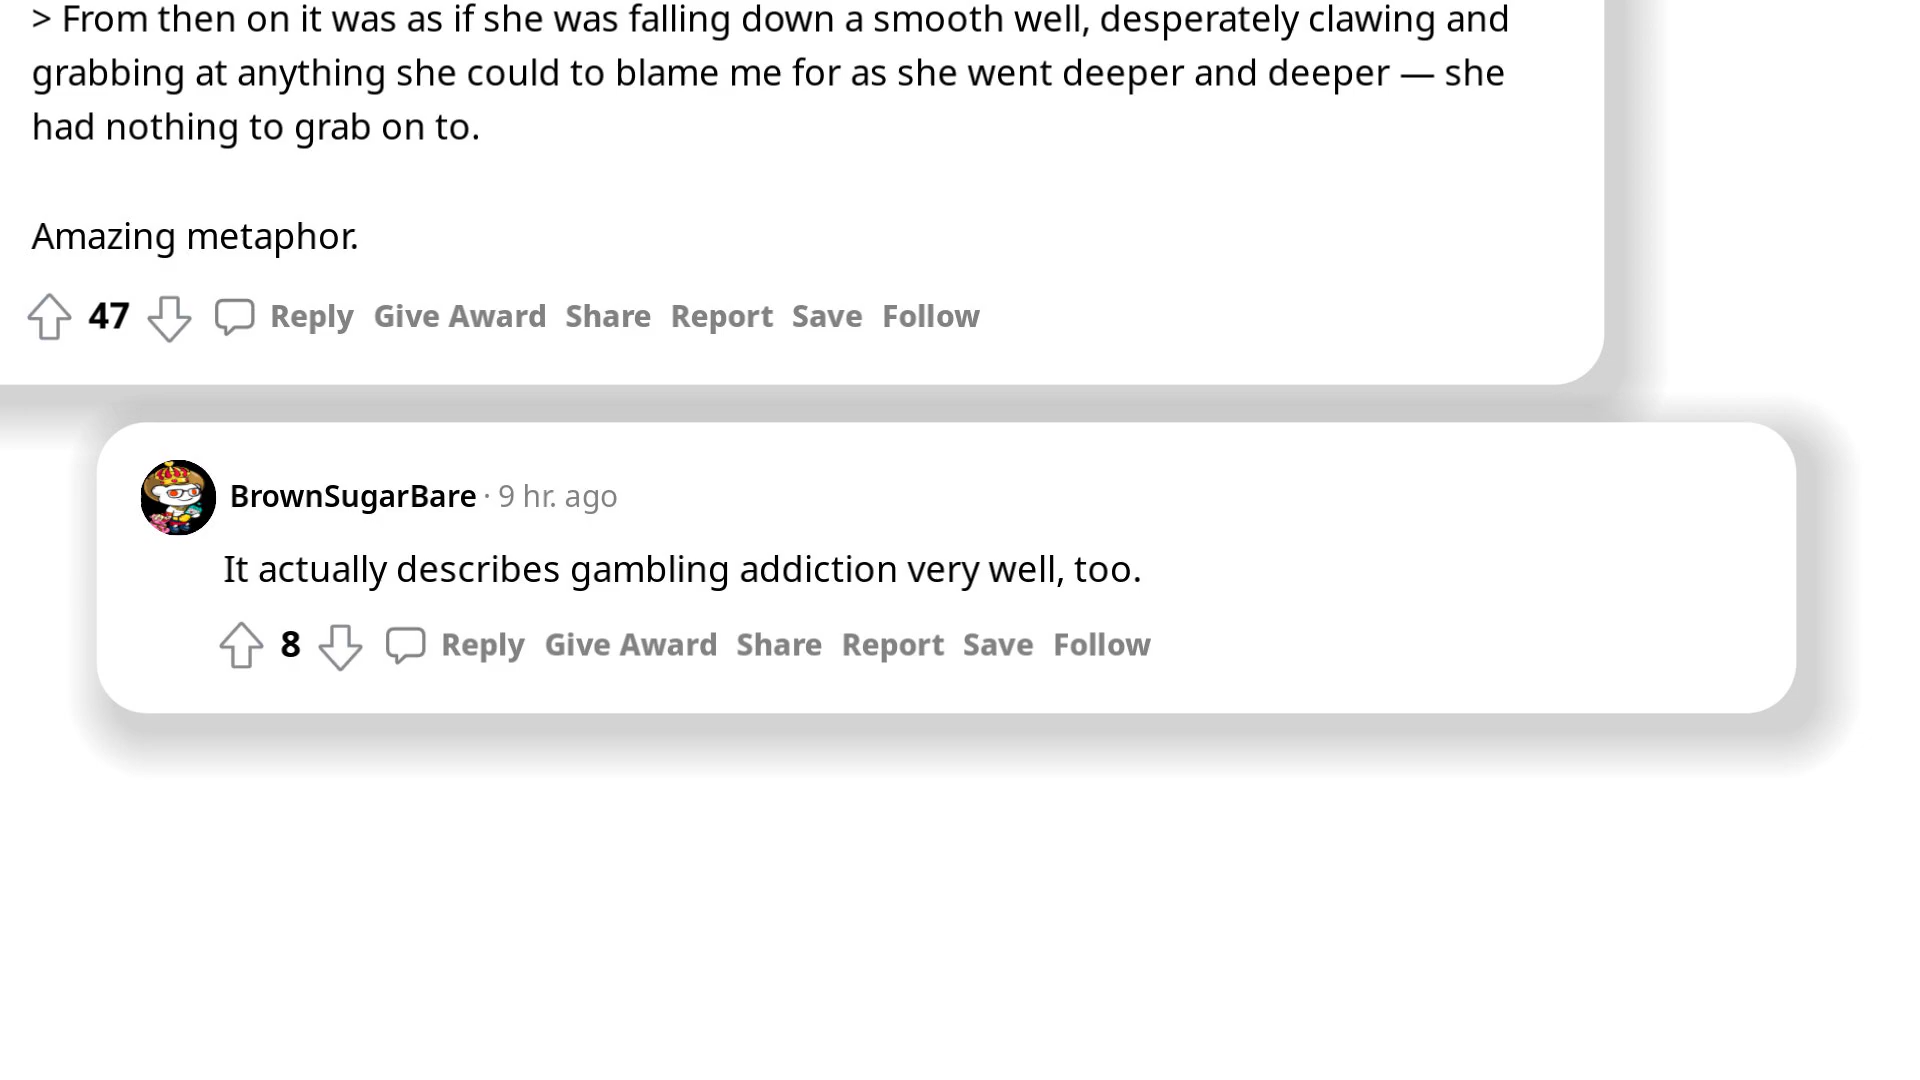 > From then on it was as if she was falling down a smooth well, desperately clawing and
grabbing at anything she could to blame me for as she went deeper and deeper — she
had nothing to grab on to.
Amazing metaphor.
47 Reply Give Award Share Report Save Follow
BrownSugarBare · 9 hr. ago
It actually describes gambling addiction very well, too.
8 Reply Give Award Share Report Save Follow